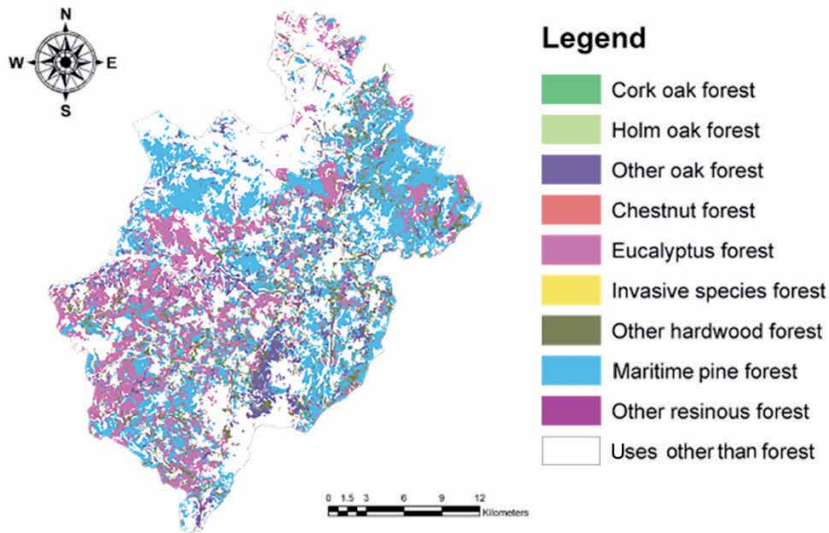 N
W E
S
Legend
Cork oak forest
Holm oak forest
Other oak forest
Chestnut forest
Eucalyptus forest
Invasive species forest
Other hardwood forest
Maritime pine forest
Other resinous forest
Uses other than forest
0 1.5 3 6 9 12
Kilometers